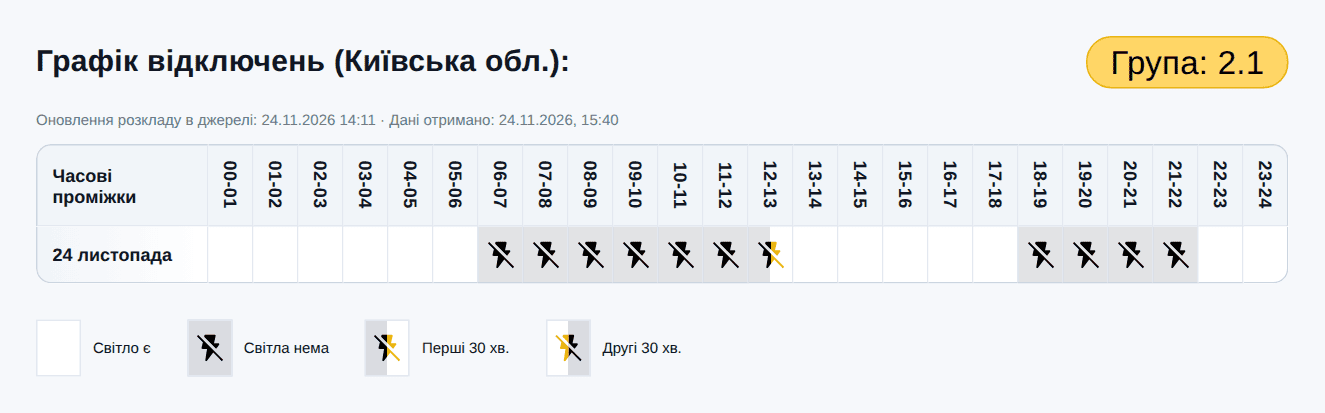 Графік відключень (Київська обл.):
Група: 2.1
Оновлення розкладу в джерелі: 24.11.2026 14:11 · Дані отримано: 24.11.2026, 15:40
Часові
проміжки
00-01 01-02 02-03 03-04 04-05 05-06 06-07 07-08 08-09 09-10 10-11 11-12 12-13 13-14 14-15 15-16 16-17 17-18 18-19 19-20 20-21 21-22 22-23 23-24
24 листопада
Світло є Світла нема Перші 30 хв. Другі 30 хв.